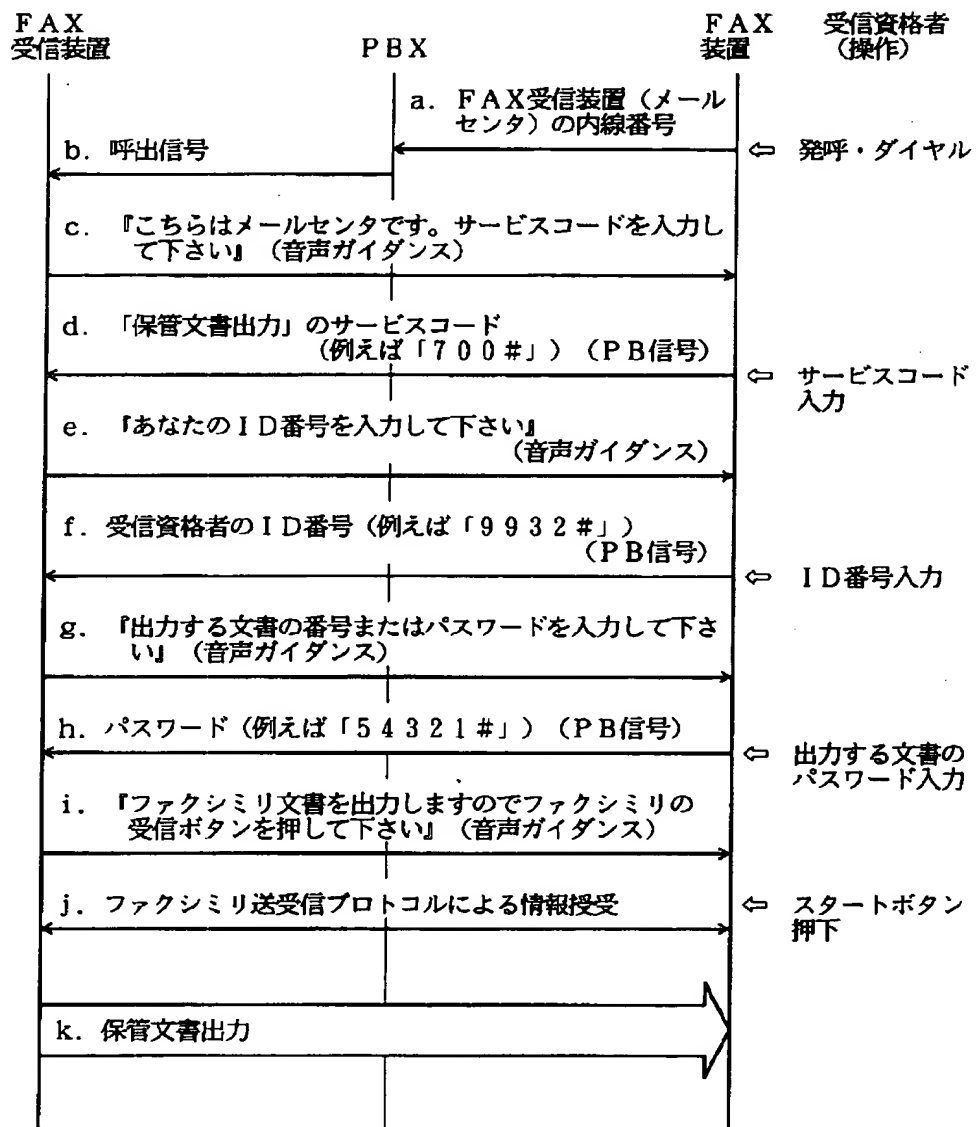 ＦＡＸ
受信装置
ＰＢＸ
ＦＡＸ
装置
受信資格者
（操作）
a．ＦＡＸ受信装置（メール
センタ）の内線番号
⇦ 発呼・ダイヤル
b．呼出信号
c．『こちらはメールセンタです。サービスコードを入力し
て下さい』（音声ガイダンス）
d．「保管文書出力」のサービスコード
（例えば「７００＃」）（ＰＢ信号）
⇦ サービスコード
入力
e．『あなたのＩＤ番号を入力して下さい』
（音声ガイダンス）
f．受信資格者のＩＤ番号（例えば「９９３２＃」）
（ＰＢ信号）
⇦ ＩＤ番号入力
g．『出力する文書の番号またはパスワードを入力して下さ
い』（音声ガイダンス）
h．パスワード（例えば「５４３２１＃」）（ＰＢ信号）
⇦ 出力する文書の
パスワード入力
i．『ファクシミリ文書を出力しますのでファクシミリの
受信ボタンを押して下さい』（音声ガイダンス）
j．ファクシミリ送受信プロトコルによる情報授受
⇦ スタートボタン
押下
k．保管文書出力